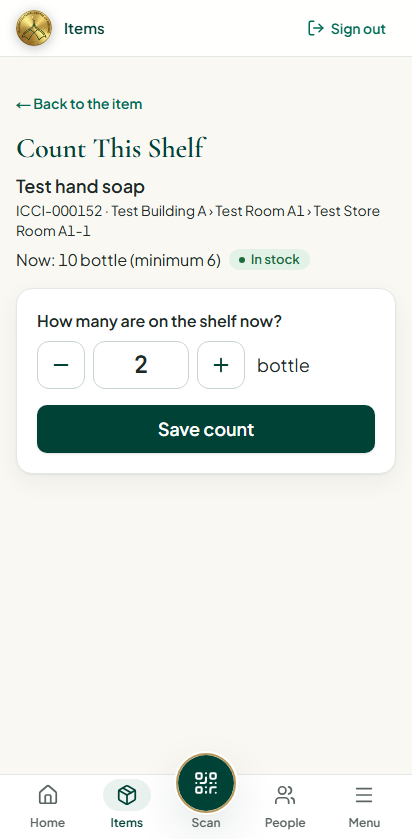 Items
Sign out
← Back to the item
Count This Shelf
Test hand soap
ICCI-000152 · Test Building A › Test Room A1 › Test Store
Room A1-1
Now: 10 bottle (minimum 6)
In stock
How many are on the shelf now?
− 2 + bottle
Save count
Home
Items
Scan
People
Menu